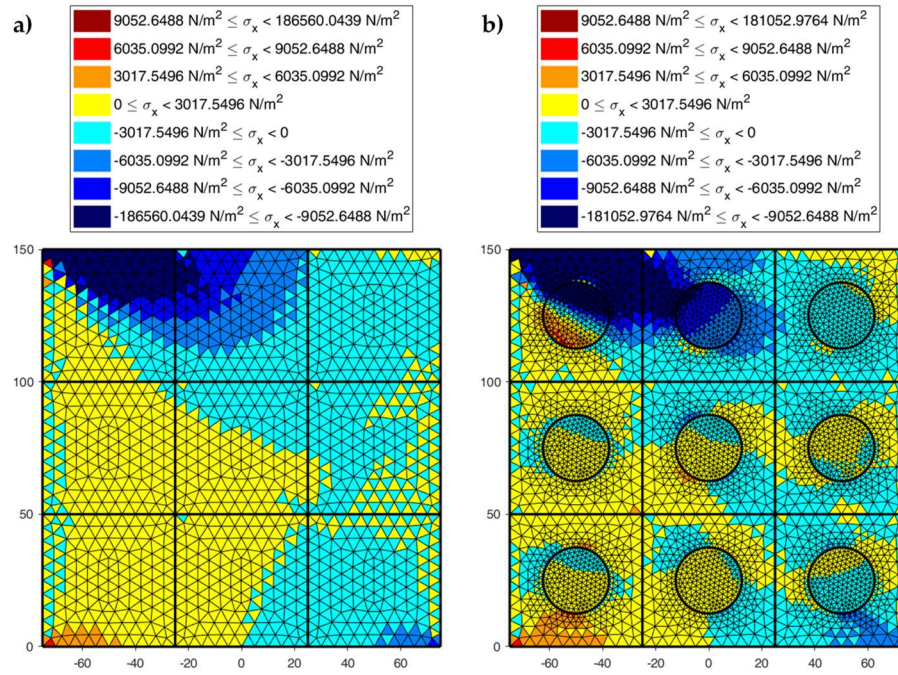 a)
9052.6488 N/m² ≤ σₓ < 186560.0439 N/m²
6035.0992 N/m² ≤ σₓ < 9052.6488 N/m²
3017.5496 N/m² ≤ σₓ < 6035.0992 N/m²
0 ≤ σₓ < 3017.5496 N/m²
-3017.5496 N/m² ≤ σₓ < 0
-6035.0992 N/m² ≤ σₓ < -3017.5496 N/m²
-9052.6488 N/m² ≤ σₓ < -6035.0992 N/m²
-186560.0439 N/m² ≤ σₓ < -9052.6488 N/m²
150
100
50
0
-60 -40 -20 0 20 40 60
b)
9052.6488 N/m² ≤ σₓ < 181052.9764 N/m²
6035.0992 N/m² ≤ σₓ < 9052.6488 N/m²
3017.5496 N/m² ≤ σₓ < 6035.0992 N/m²
0 ≤ σₓ < 3017.5496 N/m²
-3017.5496 N/m² ≤ σₓ < 0
-6035.0992 N/m² ≤ σₓ < -3017.5496 N/m²
-9052.6488 N/m² ≤ σₓ < -6035.0992 N/m²
-181052.9764 N/m² ≤ σₓ < -9052.6488 N/m²
150
100
50
0
-60 -40 -20 0 20 40 60